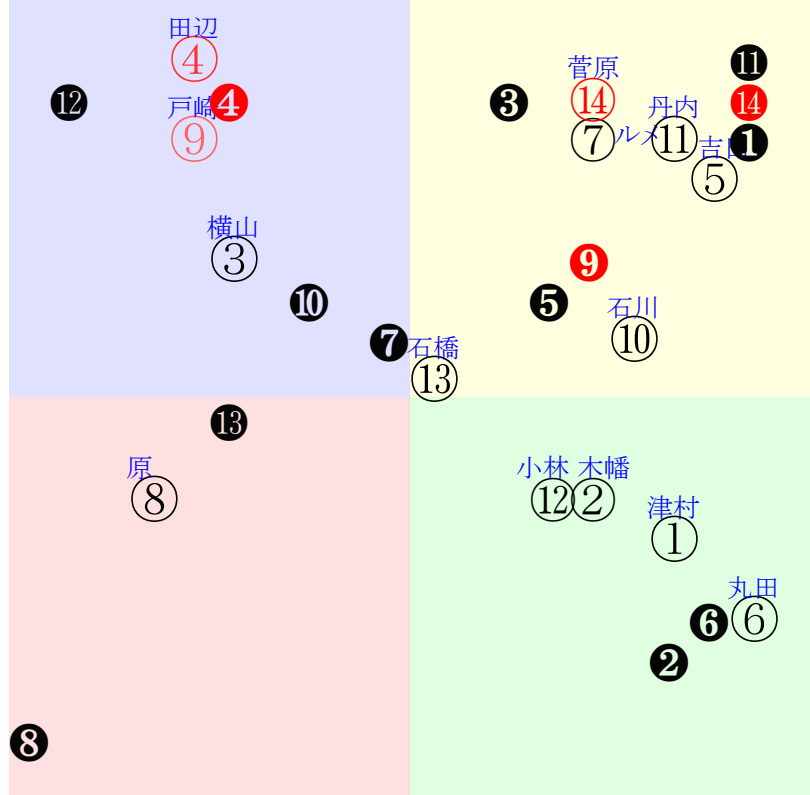 田辺
④
菅原
⓫
⓬
戸崎
❹
❸
⑭
丹内
⓮
⑨
⑦
ルメ
⑪
吉
❶
⑤
横山
③
❾
❿
❺
石川
❼
石橋
⑩
⑬
⓭
原
小林
木幡
⑧
⑫
②
津村
①
丸田
❻
⑥
❷
❽